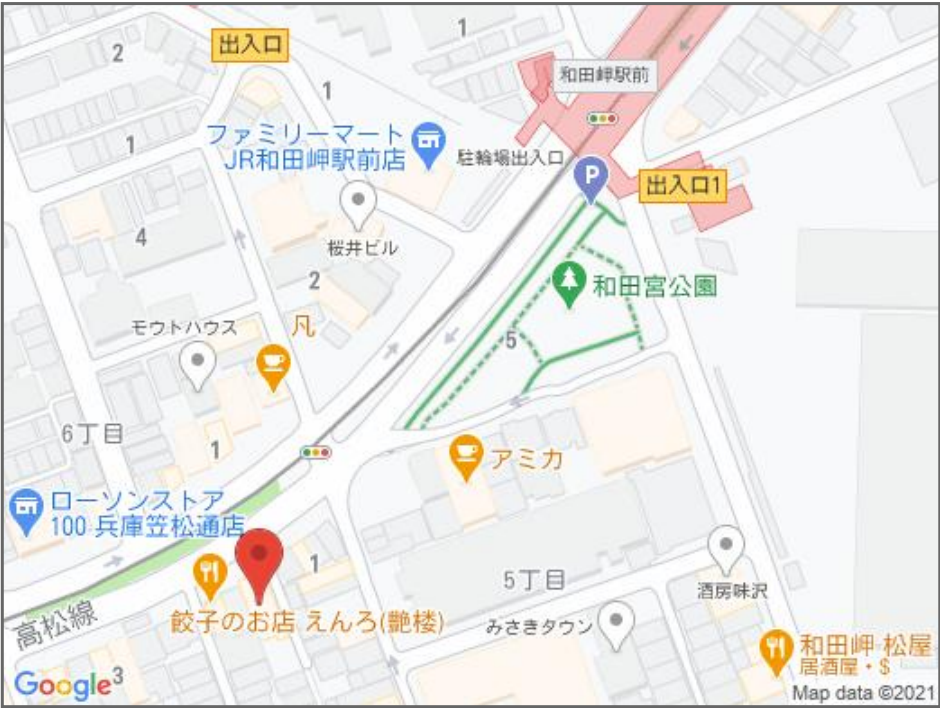 1
2
出入口
和田岬駅前
1
ファミリーマート
JR和田岬駅前店
1
駐輪場出入口
P
出入口1
4
桜井ビル
2
和田宮公園
モウトハウス
凡
5
6丁目
1
アミカ
ローソンストア
100 兵庫笠松通店
1
5丁目
酒房味沢
高松線
餃子のお店 えんろ(艶楼)
みさきタウン
和田岬 松屋
居酒屋・$
3
Google
Map data ©2021